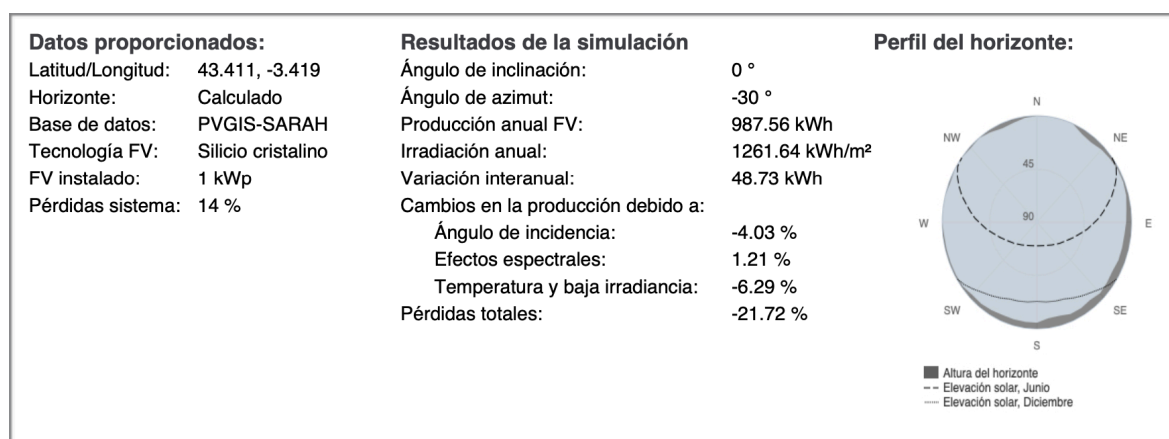 Datos proporcionados:
Latitud/Longitud: 43.411, -3.419
Horizonte: Calculado
Base de datos: PVGIS-SARAH
Tecnología FV: Silicio cristalino
FV instalado: 1 kWp
Pérdidas sistema: 14 %
Resultados de la simulación
Ángulo de inclinación: 0 °
Ángulo de azimut: -30 °
Producción anual FV: 987.56 kWh
Irradiación anual: 1261.64 kWh/m²
Variación interanual: 48.73 kWh
Cambios en la producción debido a:
Ángulo de incidencia: -4.03 %
Efectos espectrales: 1.21 %
Temperatura y baja irradiancia: -6.29 %
Pérdidas totales: -21.72 %
Perfil del horizonte:
N
NW NE
45
90
W E
SW SE
S
Altura del horizonte
Elevación solar, Junio
Elevación solar, Diciembre